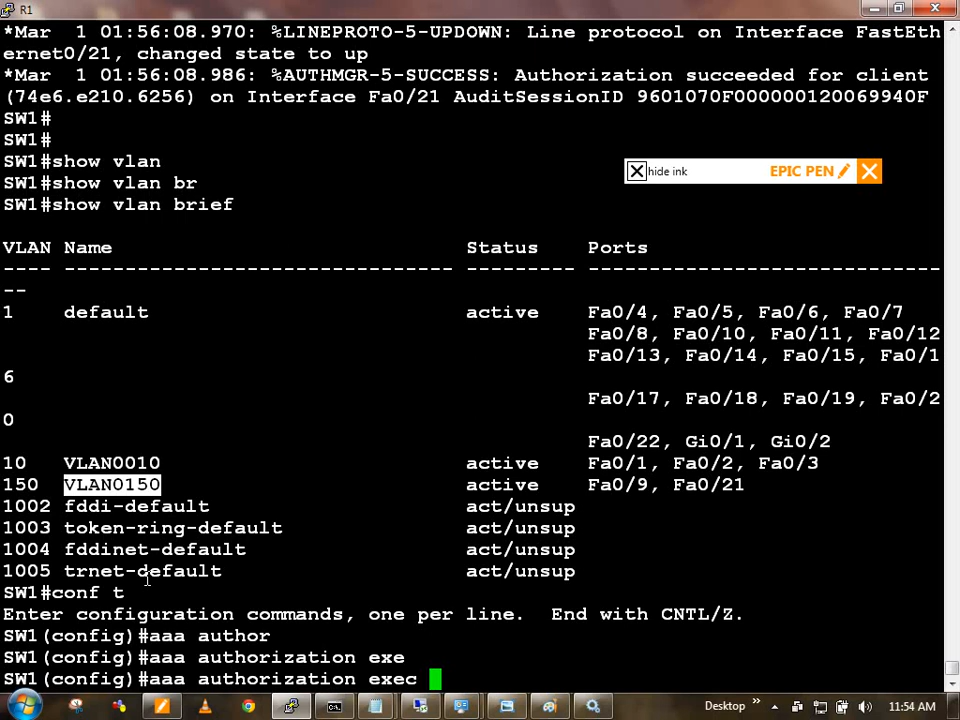 R1
*Mar  1 01:56:08.970: %LINEPROTO-5-UPDOWN: Line protocol on Interface FastEth
ernet0/21, changed state to up
*Mar  1 01:56:08.986: %AUTHMGR-5-SUCCESS: Authorization succeeded for client
(74e6.e210.6256) on Interface Fa0/21 AuditSessionID 9601070F000000120069940F
SW1#
SW1#
SW1#show vlan
hide ink EPIC PEN
SW1#show vlan br
SW1#show vlan brief
VLAN Name                             Status    Ports
---- -------------------------------- --------- -----------------------------
--
1    default                          active    Fa0/4, Fa0/5, Fa0/6, Fa0/7
                                                Fa0/8, Fa0/10, Fa0/11, Fa0/12
                                                Fa0/13, Fa0/14, Fa0/15, Fa0/1
6
                                                Fa0/17, Fa0/18, Fa0/19, Fa0/2
0
                                                Fa0/22, Gi0/1, Gi0/2
10   VLAN0010                         active    Fa0/1, Fa0/2, Fa0/3
150  VLAN0150                         active    Fa0/9, Fa0/21
1002 fddi-default                     act/unsup
1003 token-ring-default               act/unsup
1004 fddinet-default                  act/unsup
1005 trnet-default                    act/unsup
SW1#conf t
Enter configuration commands, one per line.  End with CNTL/Z.
SW1(config)#aaa author
SW1(config)#aaa authorization exe
SW1(config)#aaa authorization exec
Desktop » 11:54 AM